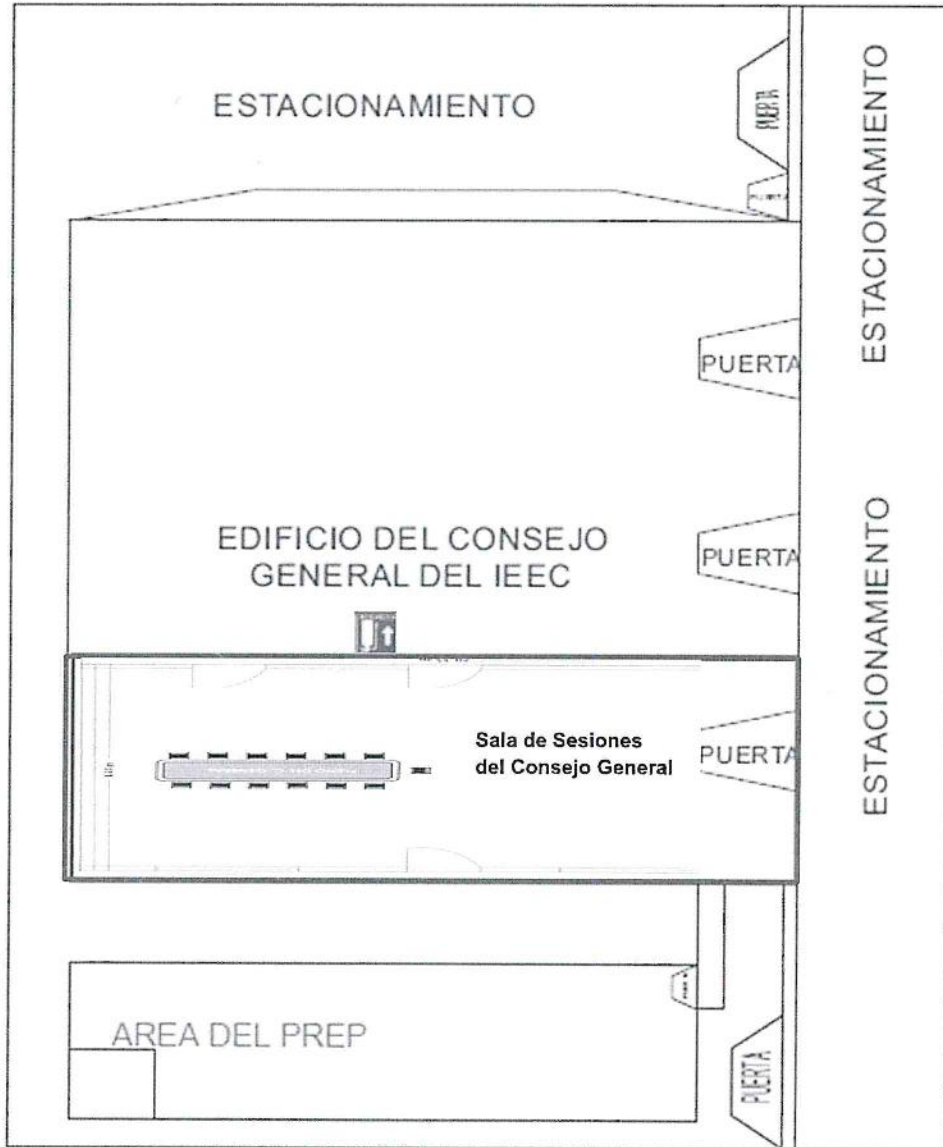 ESTACIONAMIENTO
PUERTA
PUERTA
ESTACIONAMIENTO
PUERTA
EDIFICIO DEL CONSEJO
GENERAL DEL IEEC
PUERTA
ESTACIONAMIENTO
Sala de Sesiones
del Consejo General
PUERTA
AREA DEL PREP
PUERTA